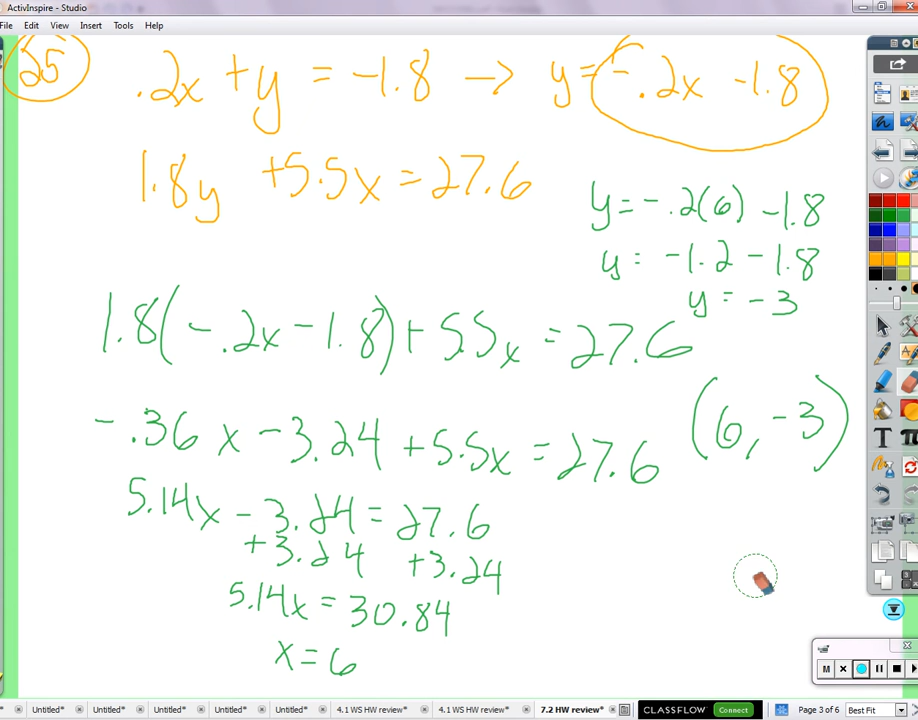 ActivInspire - Studio
File Edit View Insert Tools Help
25
.2x + y = -1.8 → y = -.2x -1.8
1.8y +5.5x = 27.6
y = -.2(6) -1.8
y = -1.2 - 1.8
y = -3
1.8(-.2x -1.8) + 5.5x = 27.6
(6, -3)
-.36x -3.24 +5.5x = 27.6
5.14x -3.24 = 27.6
+3.24 +3.24
5.14x = 30.84
x = 6
M
Untitled* Untitled* Untitled* Untitled* Untitled* 4.1 WS HW review* 4.1 WS HW review* 7.2 HW review* CLASSFLOW Connect Page 3 of 6 Best Fit